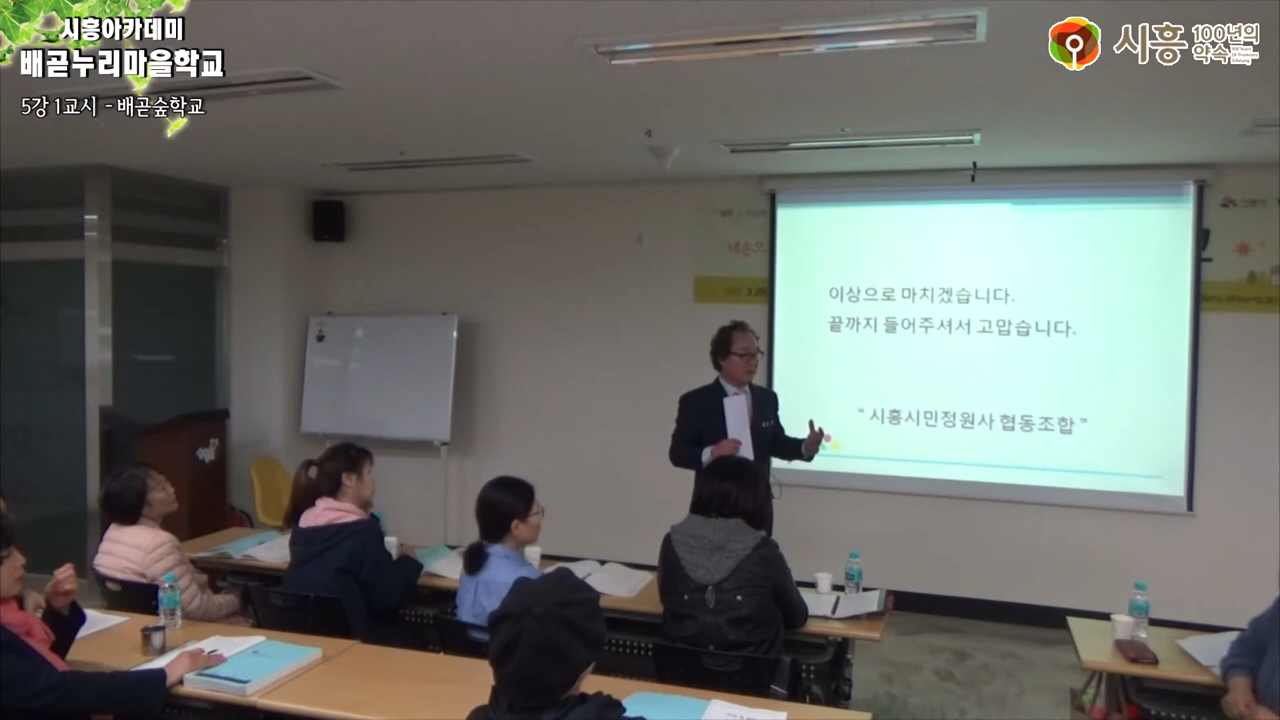 시흥아카데미
배곧누리마을학교
5강 1교시 - 배곧숲학교
시흥 100년의
약속
이상으로 마치겠습니다.
끝까지 들어주셔서 고맙습니다.
“ 시흥시민정원사 협동조합 ”
내손으